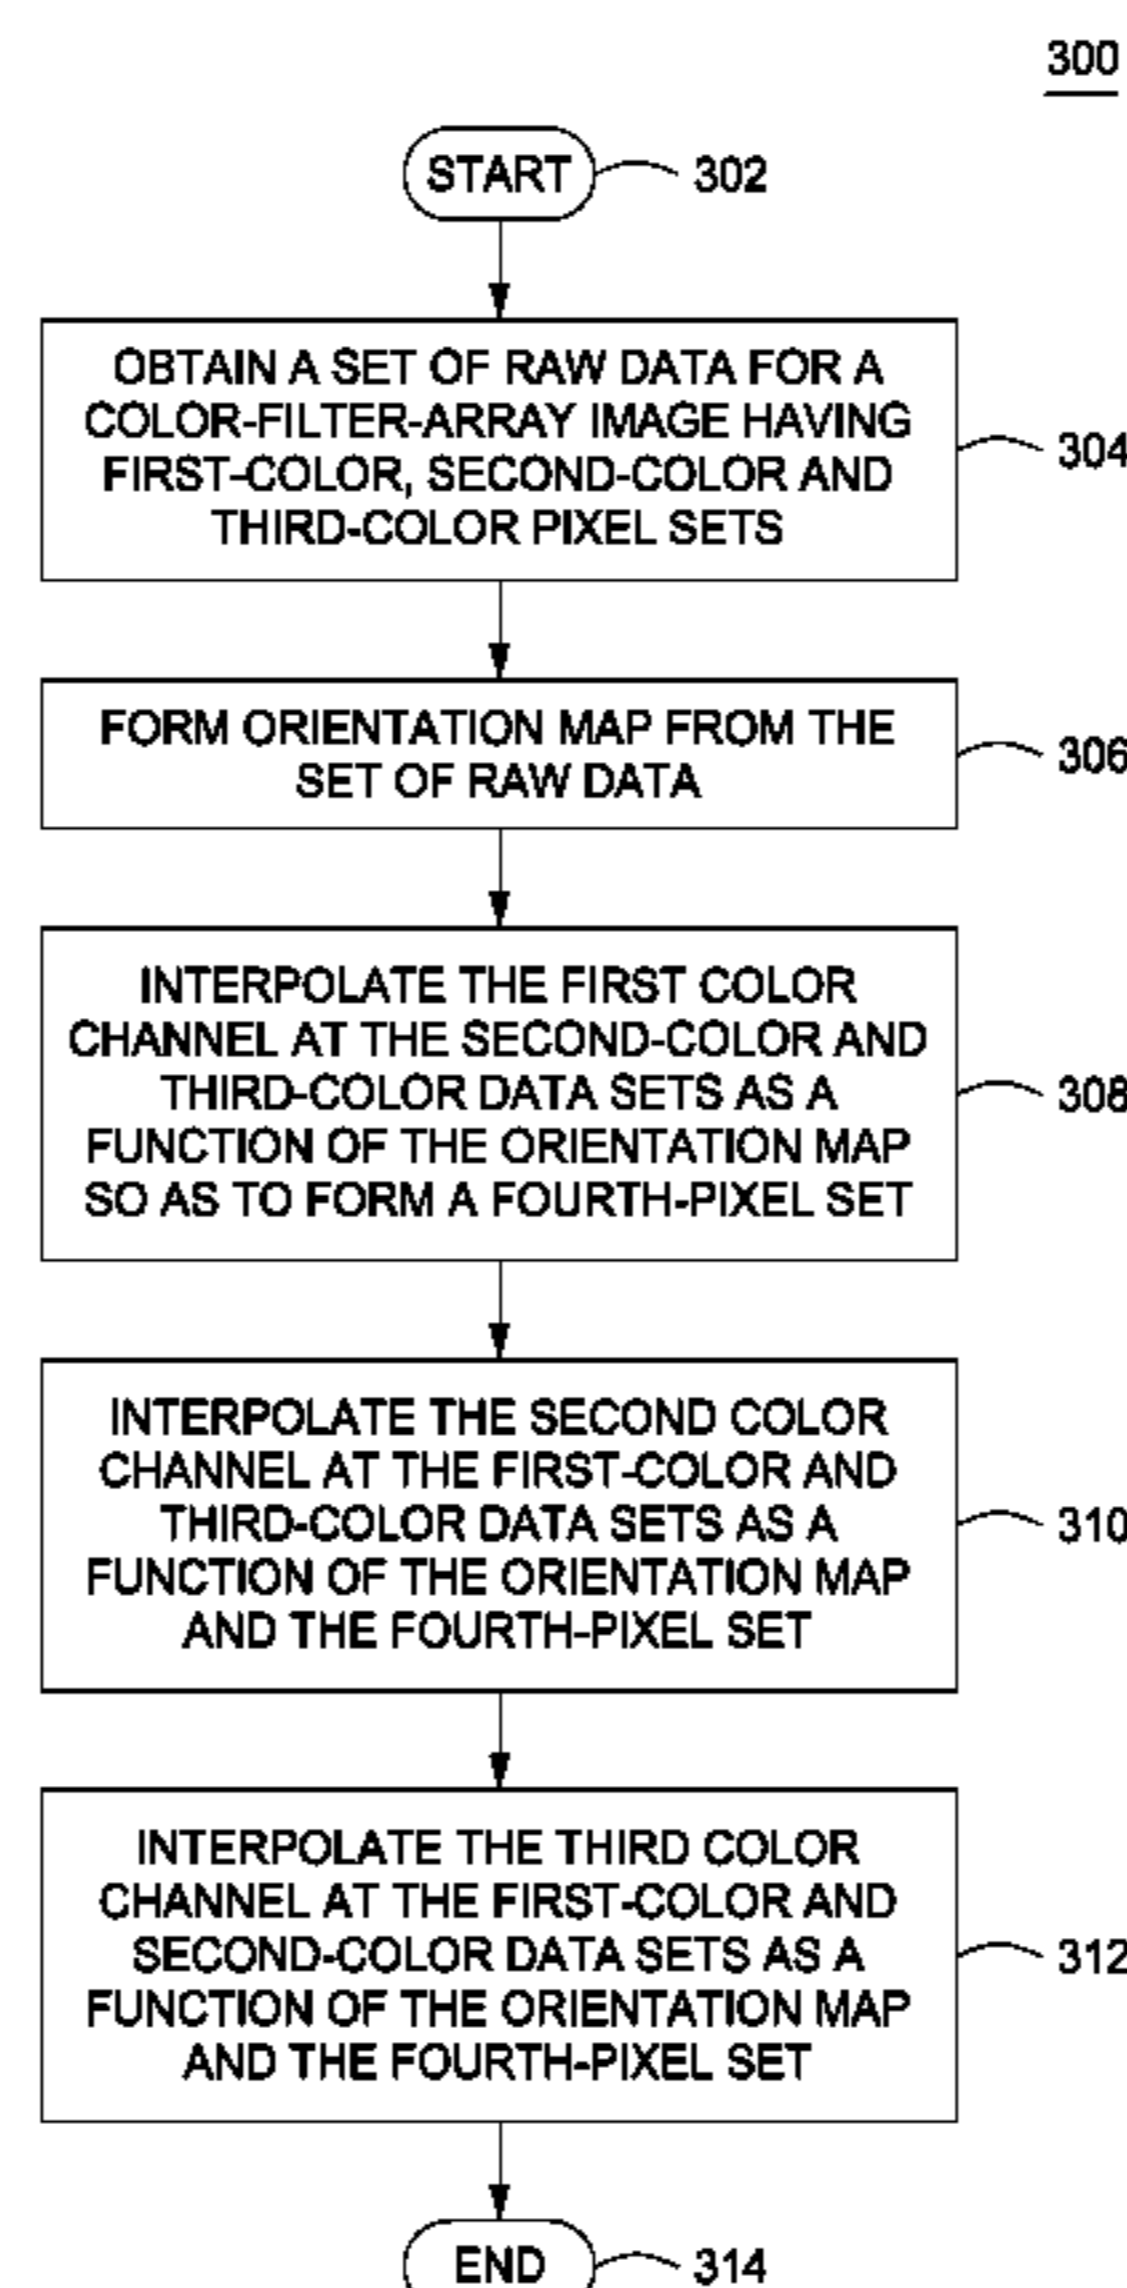 300
START
302
OBTAIN A SET OF RAW DATA FOR A
COLOR-FILTER-ARRAY IMAGE HAVING
FIRST-COLOR, SECOND-COLOR AND
THIRD-COLOR PIXEL SETS
304
FORM ORIENTATION MAP FROM THE
SET OF RAW DATA
306
INTERPOLATE THE FIRST COLOR
CHANNEL AT THE SECOND-COLOR AND
THIRD-COLOR DATA SETS AS A
FUNCTION OF THE ORIENTATION MAP
SO AS TO FORM A FOURTH-PIXEL SET
308
INTERPOLATE THE SECOND COLOR
CHANNEL AT THE FIRST-COLOR AND
THIRD-COLOR DATA SETS AS A
FUNCTION OF THE ORIENTATION MAP
AND THE FOURTH-PIXEL SET
310
INTERPOLATE THE THIRD COLOR
CHANNEL AT THE FIRST-COLOR AND
SECOND-COLOR DATA SETS AS A
FUNCTION OF THE ORIENTATION MAP
AND THE FOURTH-PIXEL SET
312
END
314